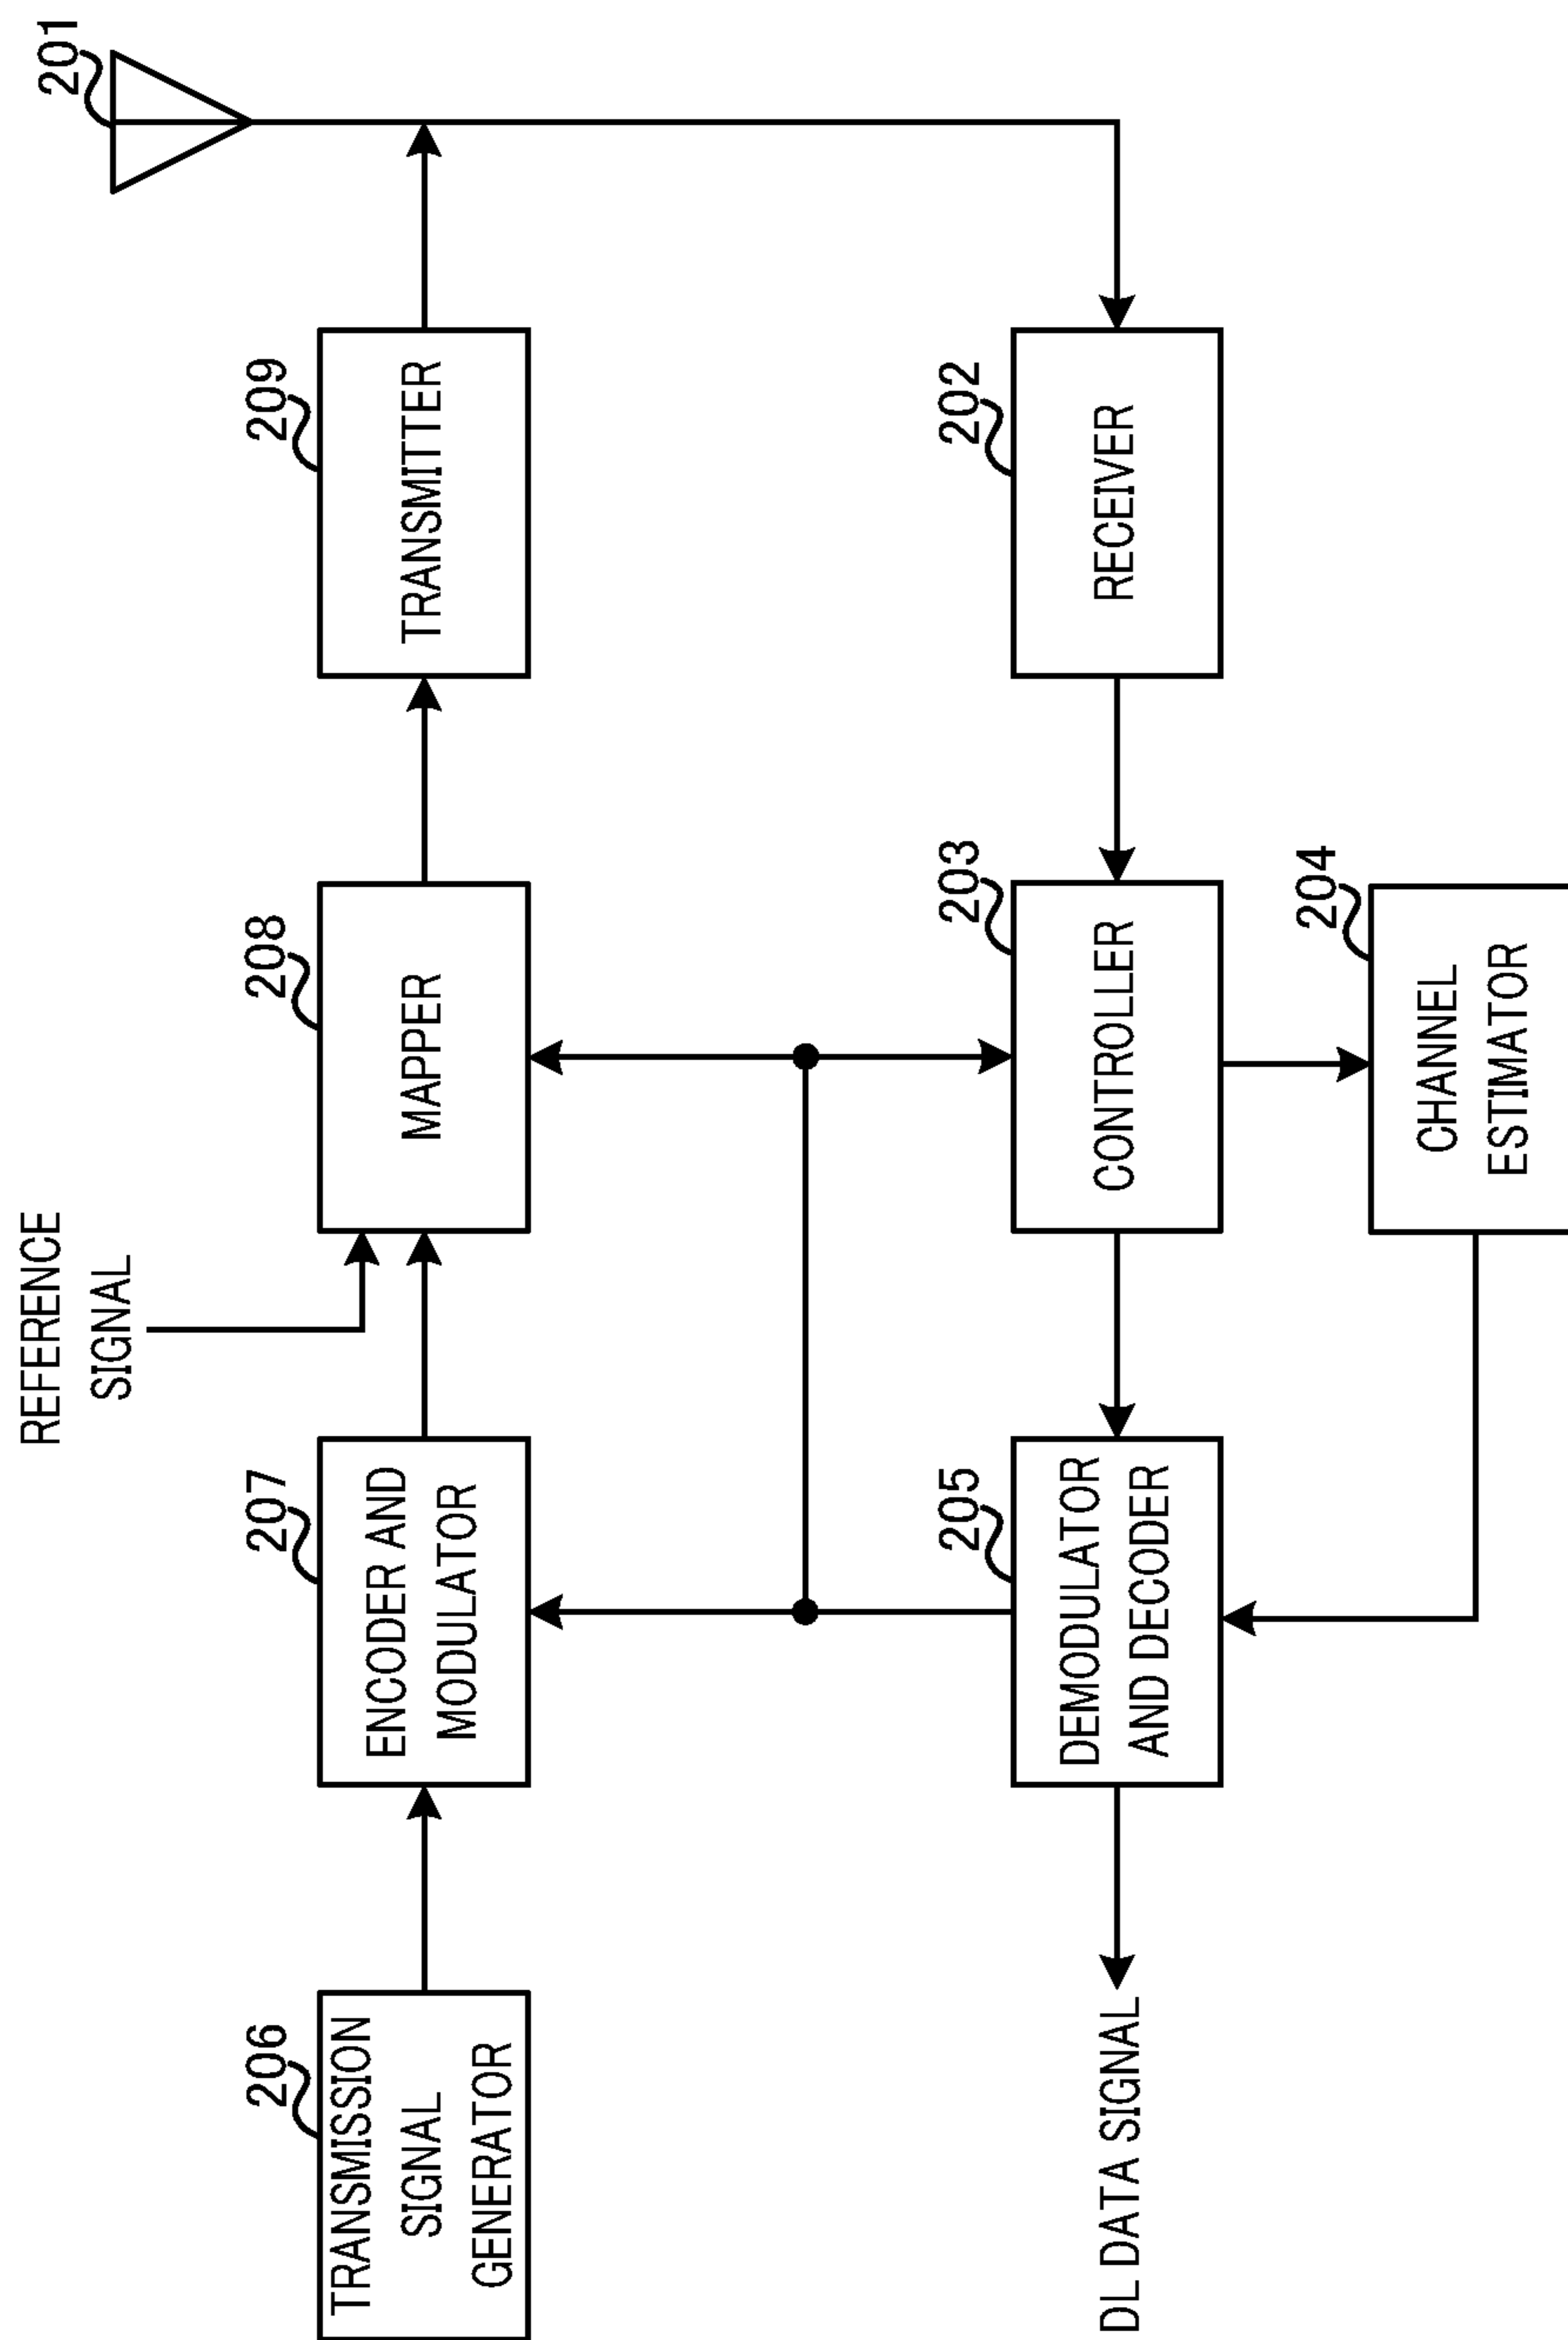 201
209
TRANSMITTER
202
RECEIVER
208
MAPPER
203
CONTROLLER
204
CHANNEL
ESTIMATOR
REFERENCE
SIGNAL
207
ENCODER AND
MODULATOR
205
DEMODULATOR
AND DECODER
206
TRANSMISSION
SIGNAL
GENERATOR
DL DATA SIGNAL